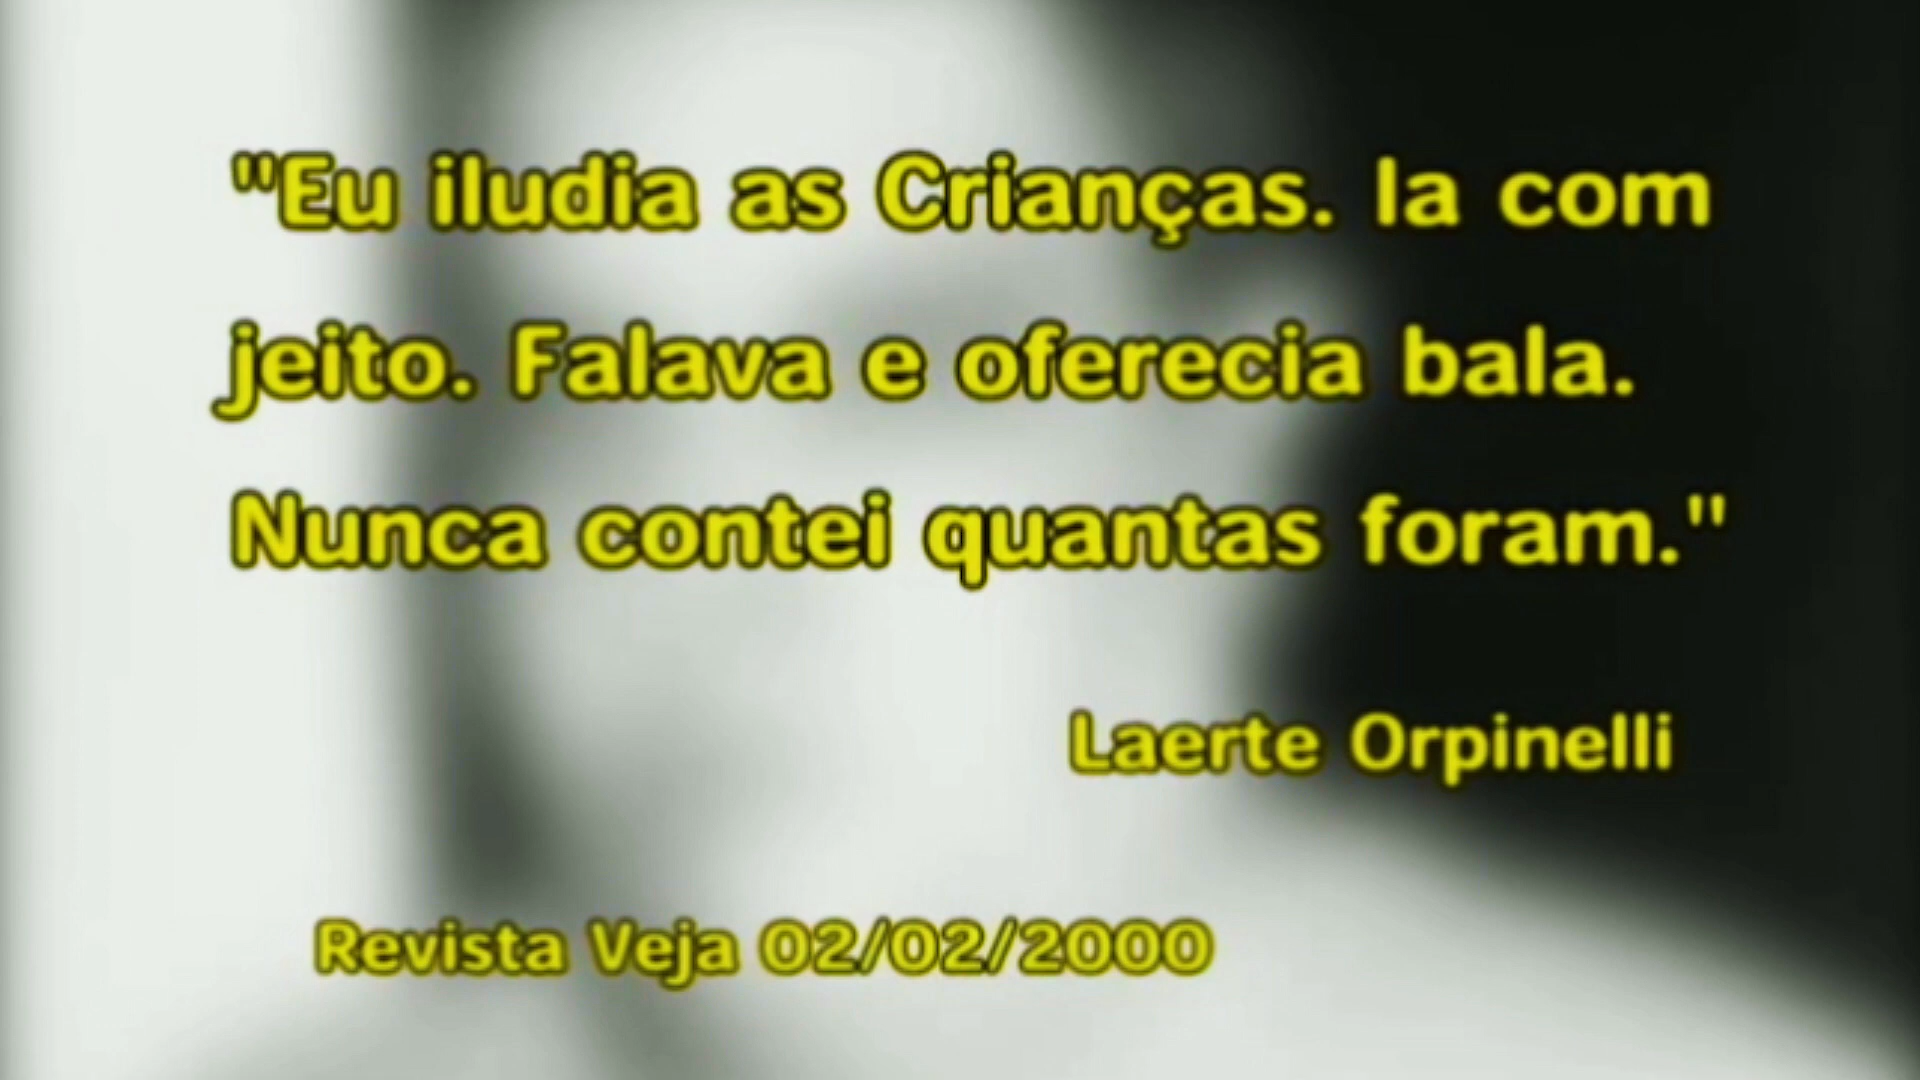 "Eu iludia as Crianças. Ia com
jeito. Falava e oferecia bala.
Nunca contei quantas foram."
Laerte Orpinelli
Revista Veja 02/02/2000